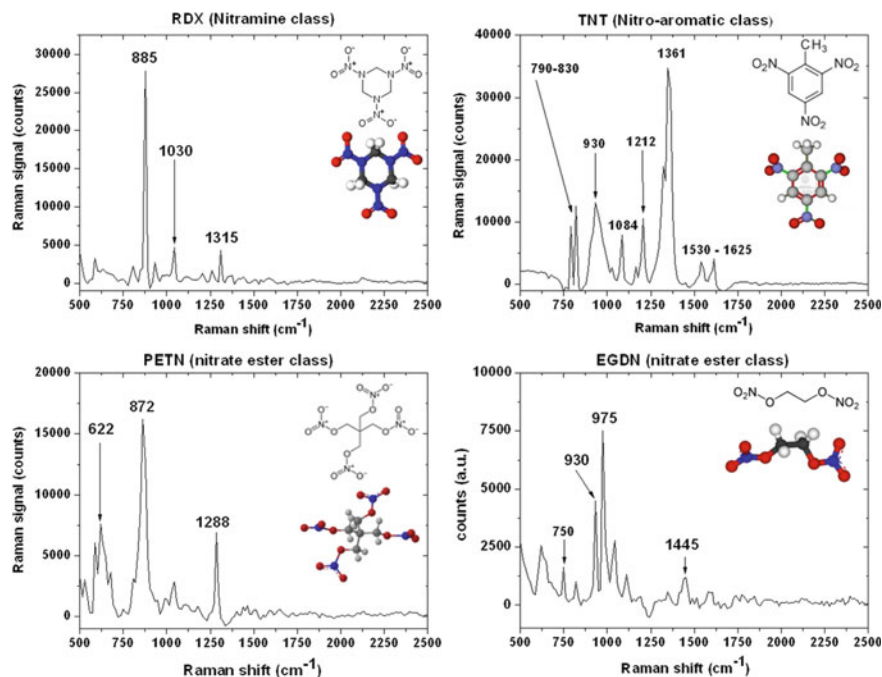 RDX (Nitramine class)
30000
25000
20000
15000
10000
5000
0
Raman signal (counts)
885
1030
1315
O⁻
N⁺
O
N
N
N
N⁺
O⁻
O
N⁺
O
O⁻
500 750 1000 1250 1500 1750 2000 2250 2500
Raman shift (cm⁻¹)
TNT (Nitro-aromatic class)
40000
30000
20000
10000
0
Raman signal (counts)
790-830
930
1084
1212
1361
1530 - 1625
CH₃
O₂N
NO₂
NO₂
500 750 1000 1250 1500 1750 2000 2250 2500
Raman shift (cm⁻¹)
PETN (nitrate ester class)
20000
15000
10000
5000
0
Raman signal (counts)
622
872
1288
O
N⁺
O⁻
O
O⁻
N⁺
O
O
O
N⁺
O⁻
O
O
N⁺
O⁻
O
500 750 1000 1250 1500 1750 2000 2250 2500
Raman shift (cm⁻¹)
EGDN (nitrate ester class)
10000
7500
5000
2500
0
counts (a.u.)
750
930
975
1445
NO₂
O
O
NO₂
500 750 1000 1250 1500 1750 2000 2250 2500
Raman shift (cm⁻¹)